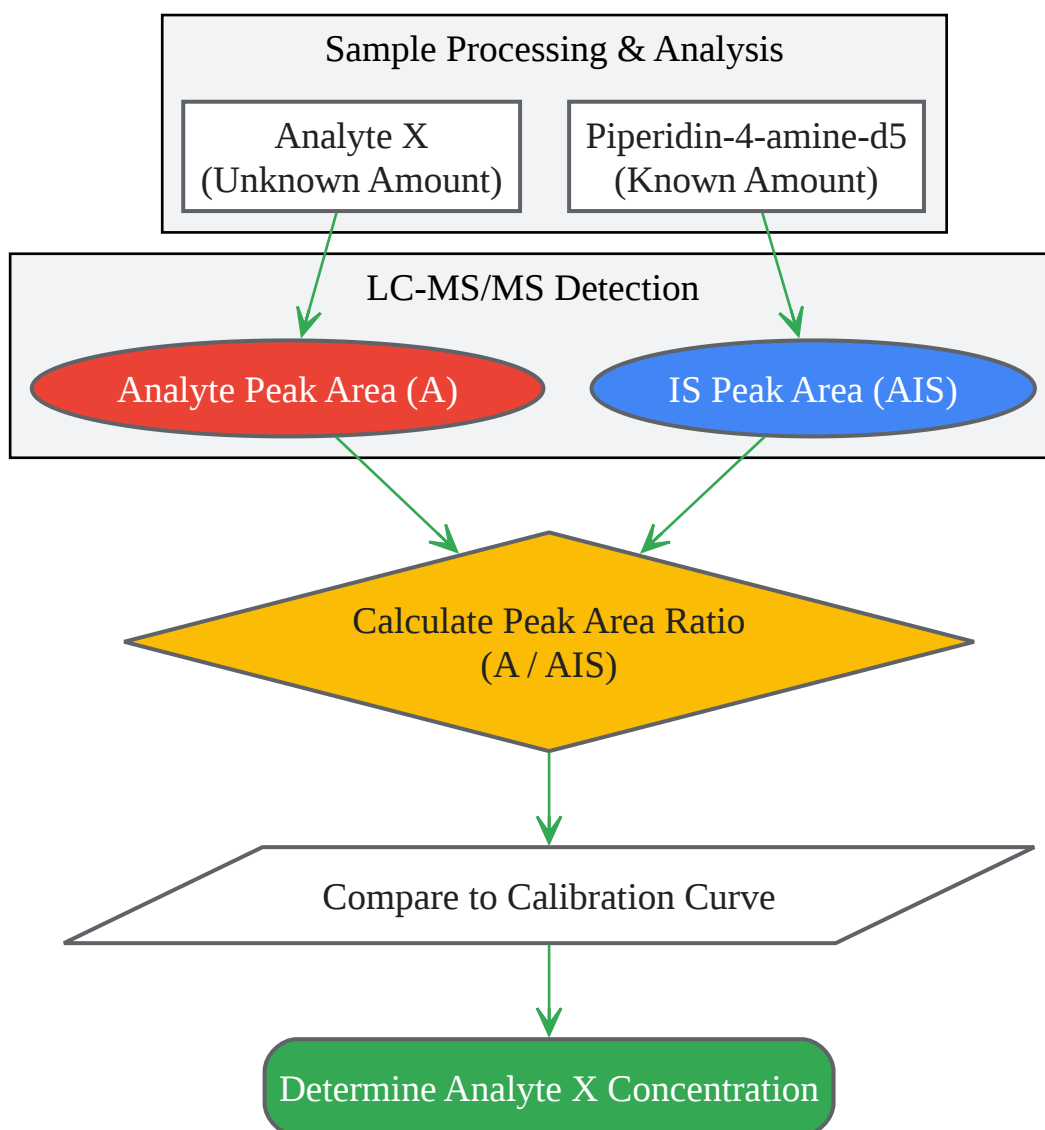 Sample Processing & Analysis
Analyte X
(Unknown Amount)
Piperidin-4-amine-d5
(Known Amount)
LC-MS/MS Detection
Analyte Peak Area (A)
IS Peak Area (AIS)
Calculate Peak Area Ratio
(A / AIS)
Compare to Calibration Curve
Determine Analyte X Concentration